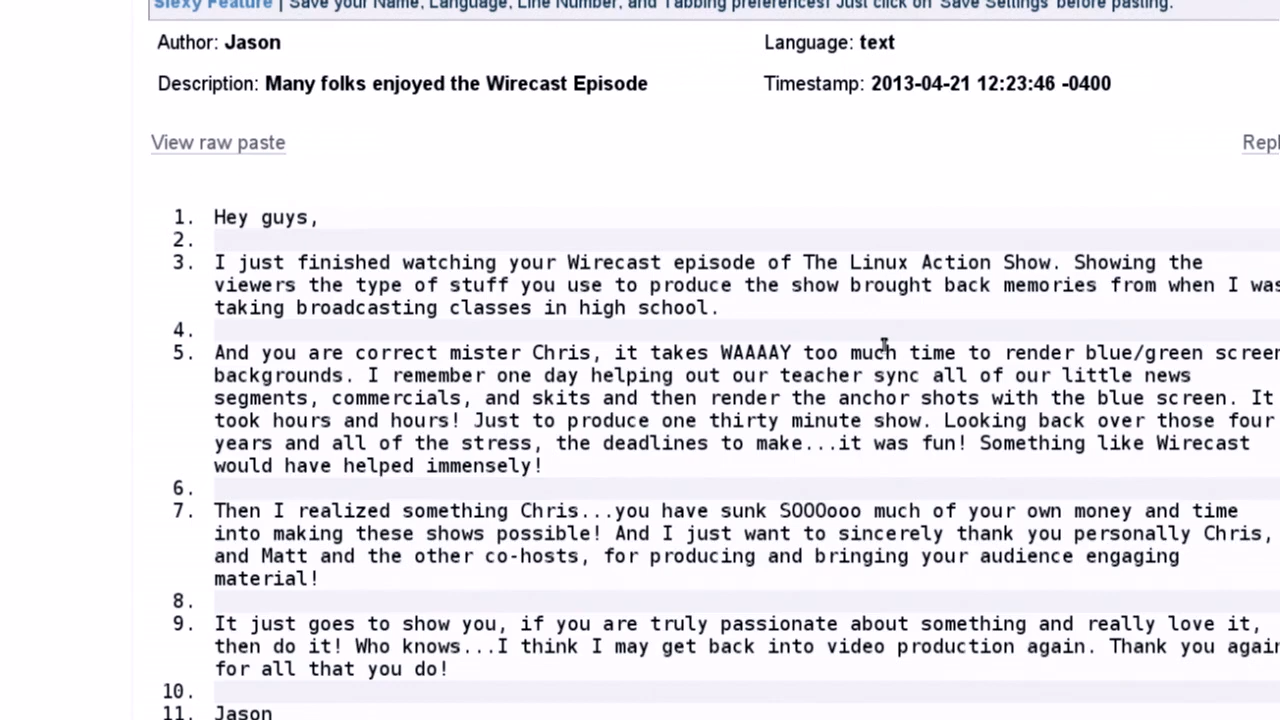 Slexy Feature | Save your Name, Language, Line Number, and Tabbing preferences! Just click on 'Save Settings' before pasting.
Author: Jason
Language: text
Description: Many folks enjoyed the Wirecast Episode
Timestamp: 2013-04-21 12:23:46 -0400
View raw paste
1. Hey guys,
2.
3. I just finished watching your Wirecast episode of The Linux Action Show. Showing the
viewers the type of stuff you use to produce the show brought back memories from when I was
taking broadcasting classes in high school.
4.
5. And you are correct mister Chris, it takes WAAAAY too much time to render blue/green screen
backgrounds. I remember one day helping out our teacher sync all of our little news
segments, commercials, and skits and then render the anchor shots with the blue screen. It
took hours and hours! Just to produce one thirty minute show. Looking back over those four
years and all of the stress, the deadlines to make...it was fun! Something like Wirecast
would have helped immensely!
6.
7. Then I realized something Chris...you have sunk SOOOooo much of your own money and time
into making these shows possible! And I just want to sincerely thank you personally Chris,
and Matt and the other co-hosts, for producing and bringing your audience engaging
material!
8.
9. It just goes to show you, if you are truly passionate about something and really love it,
then do it! Who knows...I think I may get back into video production again. Thank you again
for all that you do!
10.
11. Jason